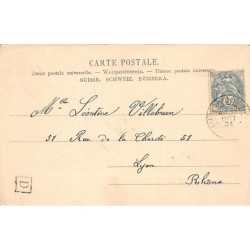 CARTE POSTALE.
Union postale universelle. — Weltpostverein. — Unione postale universale.
SUISSE. SCHWEIZ. SVIZZERA.
Mlle Léontine Villebrun
31 Rue de la Charité 31
Lyon
Rhône
D